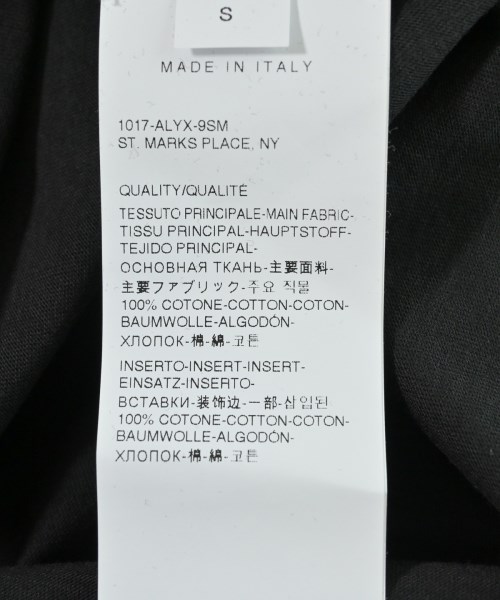 S
MADE IN ITALY
1017-ALYX-9SM
ST. MARKS PLACE, NY
QUALITY/QUALITÉ
TESSUTO PRINCIPALE-MAIN FABRIC-
TISSU PRINCIPAL-HAUPTSTOFF-
TEJIDO PRINCIPAL-
ОСНОВНАЯ ТКАНЬ-主要面料-
主要ファブリック-주요 직물
100% COTONE-COTTON-COTON-
BAUMWOLLE-ALGODÓN-
ХЛОПОК-棉-綿-코튼
INSERTO-INSERT-INSERT-
EINSATZ-INSERTO-
ВСТАВКИ-装饰边-一部-삽입된
100% COTONE-COTTON-COTON-
BAUMWOLLE-ALGODÓN-
ХЛОПОК-棉-綿-코튼